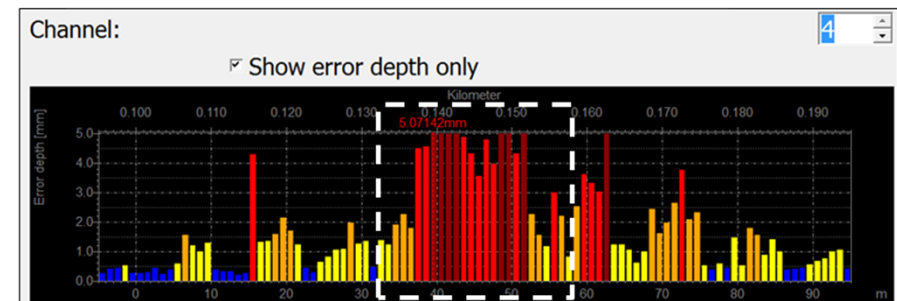 Channel:
4
Show error depth only
Kilometer
0.100 0.110 0.120 0.130 0.140 0.150 0.160 0.170 0.180 0.190
5.07142mm
Error depth [mm]
5.0
4.0
3.0
2.0
1.0
0.0
0 10 20 30 40 50 60 70 80 90 m